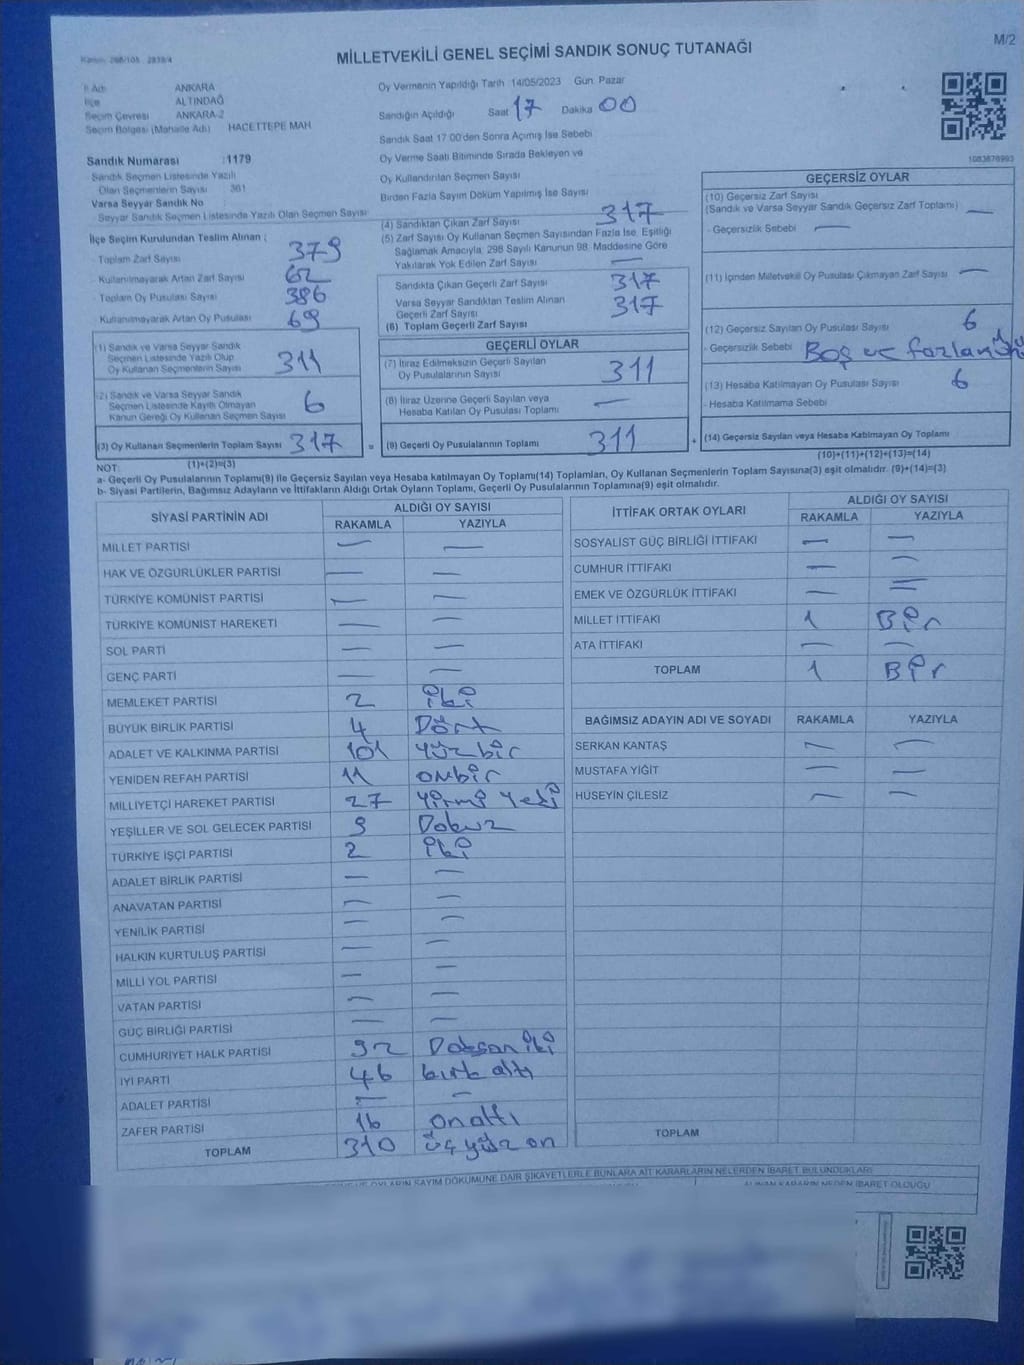 M/2
MİLLETVEKİLİ GENEL SEÇİMİ SANDIK SONUÇ TUTANAĞI
İl Adı ANKARA
İlçe ALTINDAĞ
Seçim Çevresi ANKARA-2
Seçim Bölgesi (Mahalle Adı) HACETTEPE MAH
Sandık Numarası :1179
Sandık Seçmen Listesinde Yazılı
Olan Seçmenlerin Sayısı 361
Varsa Seyyar Sandık No
Seyyar Sandık Seçmen Listesinde Yazılı Olan Seçmen Sayısı
İlçe Seçim Kurulundan Teslim Alınan :
- Toplam Zarf Sayısı 379
- Kullanılmayarak Artan Zarf Sayısı 62
- Toplam Oy Pusulası Sayısı 386
- Kullanılmayarak Artan Oy Pusulası 69
(1) Sandık ve Varsa Seyyar Sandık
Seçmen Listesinde Yazılı Olup
Oy Kullanan Seçmenlerin Sayısı 311
(2) Sandık ve Varsa Seyyar Sandık
Seçmen Listesinde Kayıtlı Olmayan
Kanun Gereği Oy Kullanan Seçmen Sayısı 6
(3) Oy Kullanan Seçmenlerin Toplam Sayısı 317
(1)+(2)=(3)
Oy Vermenin Yapıldığı Tarih 14/05/2023 Gün Pazar
Sandığın Açıldığı Saat 17 Dakika 00
Sandık Saat 17:00'den Sonra Açımış İse Sebebi
Oy Verme Saati Bitiminde Sırada Bekleyen ve
Oy Kullandırılan Seçmen Sayısı
Birden Fazla Sayım Döküm Yapılmış İse Sayısı
(4) Sandıktan Çıkan Zarf Sayısı 317
(5) Zarf Sayısı Oy Kullanan Seçmen Sayısından Fazla İse, Eşitliği
Sağlamak Amacıyla, 298 Sayılı Kanunun 98. Maddesine Göre
Yakılarak Yok Edilen Zarf Sayısı —
Sandıkta Çıkan Geçerli Zarf Sayısı 317
Varsa Seyyar Sandıktan Teslim Alınan
Geçerli Zarf Sayısı 317
(6) Toplam Geçerli Zarf Sayısı
GEÇERLİ OYLAR
(7) İtiraz Edilmeksizin Geçerli Sayılan
Oy Pusulalarının Sayısı 311
(8) İtiraz Üzerine Geçerli Sayılan veya
Hesaba Katılan Oy Pusulası Toplamı —
= (9) Geçerli Oy Pusulalarının Toplamı 311
1083876993
GEÇERSİZ OYLAR
(10) Geçersiz Zarf Sayısı
(Sandık ve Varsa Seyyar Sandık Geçersiz Zarf Toplamı) —
- Geçersizlik Sebebi —
(11) İçinden Milletvekili Oy Pusulası Çıkmayan Zarf Sayısı —
(12) Geçersiz Sayılan Oy Pusulası Sayısı 6
- Geçersizlik Sebebi Boş ve fazla
(13) Hesaba Katılmayan Oy Pusulası Sayısı 6
- Hesaba Katılmama Sebebi
+ (14) Geçersiz Sayılan veya Hesaba Katılmayan Oy Toplamı
(10)+(11)+(12)+(13)=(14)
NOT:
a- Geçerli Oy Pusulalarının Toplamı(9) ile Geçersiz Sayılan veya Hesaba katılmayan Oy Toplamı(14) Toplamları, Oy Kullanan Seçmenlerin Toplam Sayısına(3) eşit olmalıdır. (9)+(14)=(3)
b- Siyasi Partilerin, Bağımsız Adayların ve İttifakların Aldığı Ortak Oyların Toplamı, Geçerli Oy Pusulalarının Toplamına(9) eşit olmalıdır.
SİYASİ PARTİNİN ADI ALDIĞI OY SAYISI
RAKAMLA YAZIYLA
MİLLET PARTİSİ — —
HAK VE ÖZGÜRLÜKLER PARTİSİ — —
TÜRKİYE KOMÜNİST PARTİSİ — —
TÜRKİYE KOMÜNİST HAREKETİ — —
SOL PARTİ — —
GENÇ PARTİ — —
MEMLEKET PARTİSİ 2 iki
BÜYÜK BİRLİK PARTİSİ 4 Dört
ADALET VE KALKINMA PARTİSİ 101 yüzbir
YENİDEN REFAH PARTİSİ 11 onbir
MİLLİYETÇİ HAREKET PARTİSİ 27 Yirmi Yedi
YEŞİLLER VE SOL GELECEK PARTİSİ 9 Dokuz
TÜRKİYE İŞÇİ PARTİSİ 2 iki
ADALET BİRLİK PARTİSİ — —
ANAVATAN PARTİSİ — —
YENİLİK PARTİSİ — —
HALKIN KURTULUŞ PARTİSİ — —
MİLLİ YOL PARTİSİ — —
VATAN PARTİSİ — —
GÜÇ BİRLİĞİ PARTİSİ — —
CUMHURİYET HALK PARTİSİ 92 Doksan iki
İYİ PARTİ 46 kırk altı
ADALET PARTİSİ — —
ZAFER PARTİSİ 16 onaltı
TOPLAM 310 üç yüz on
İTTİFAK ORTAK OYLARI ALDIĞI OY SAYISI
RAKAMLA YAZIYLA
SOSYALİST GÜÇ BİRLİĞİ İTTİFAKI — —
CUMHUR İTTİFAKI — —
EMEK VE ÖZGÜRLÜK İTTİFAKI — —
MİLLET İTTİFAKI 1 Bir
ATA İTTİFAKI — —
TOPLAM 1 Bir
BAĞIMSIZ ADAYIN ADI VE SOYADI RAKAMLA YAZIYLA
SERKAN KANTAŞ — —
MUSTAFA YİĞİT — —
HÜSEYİN ÇİLESİZ — —
TOPLAM
OYLARIN SAYIM DÖKÜMÜNE DAİR ŞİKAYETLERLE BUNLARA AİT KARARLARIN NELERDEN İBARET BULUNDUKLARI
ALINAN KARARIN NEDEN İBARET OLDUĞU